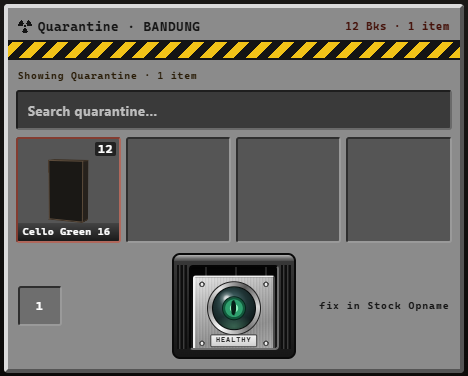 Quarantine · BANDUNG
12 Bks · 1 item
Showing Quarantine · 1 item
Search quarantine…
12
Cello Green 16
1
HEALTHY
fix in Stock Opname